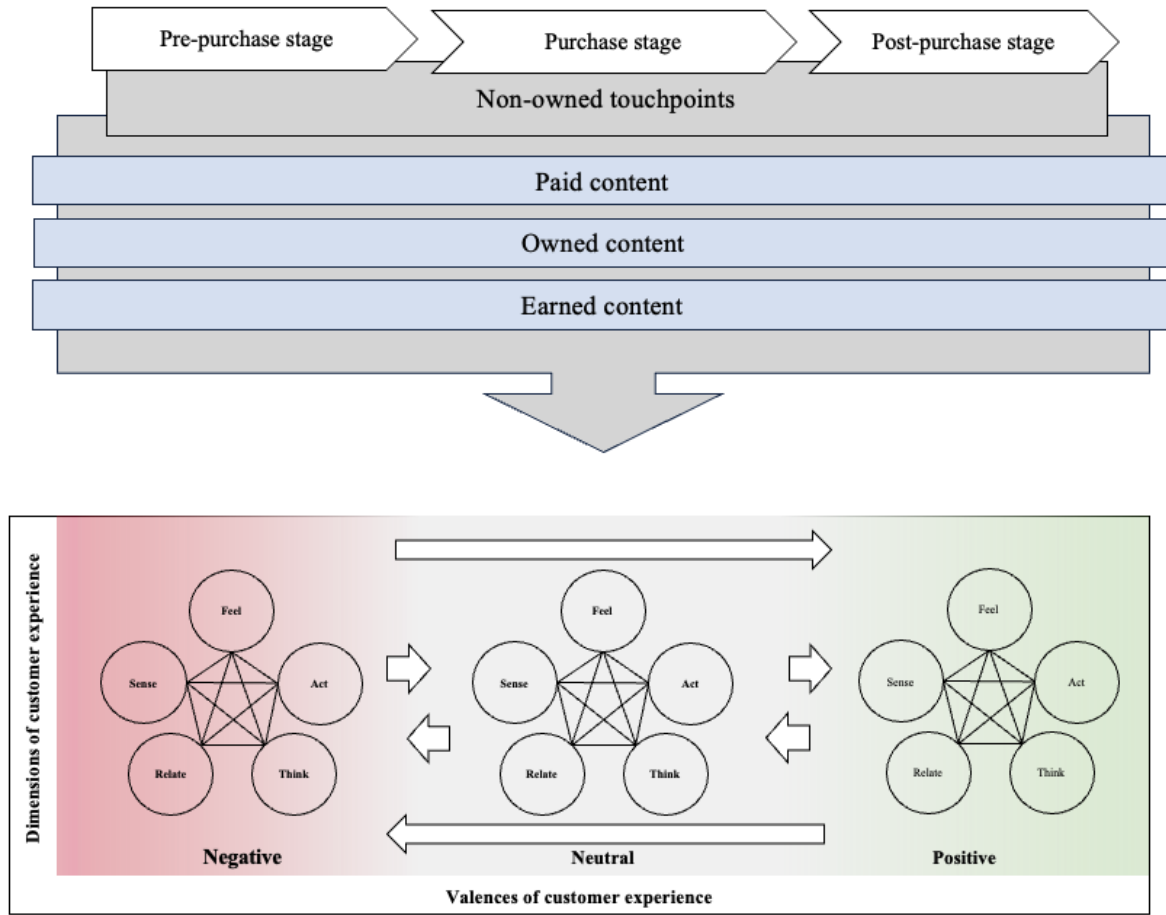 Pre-purchase stage
Purchase stage
Post-purchase stage
Non-owned touchpoints
Paid content
Owned content
Earned content
Dimensions of customer experience
Feel
Sense
Act
Relate
Think
Negative
Feel
Sense
Act
Relate
Think
Neutral
Feel
Sense
Act
Relate
Think
Positive
Valences of customer experience